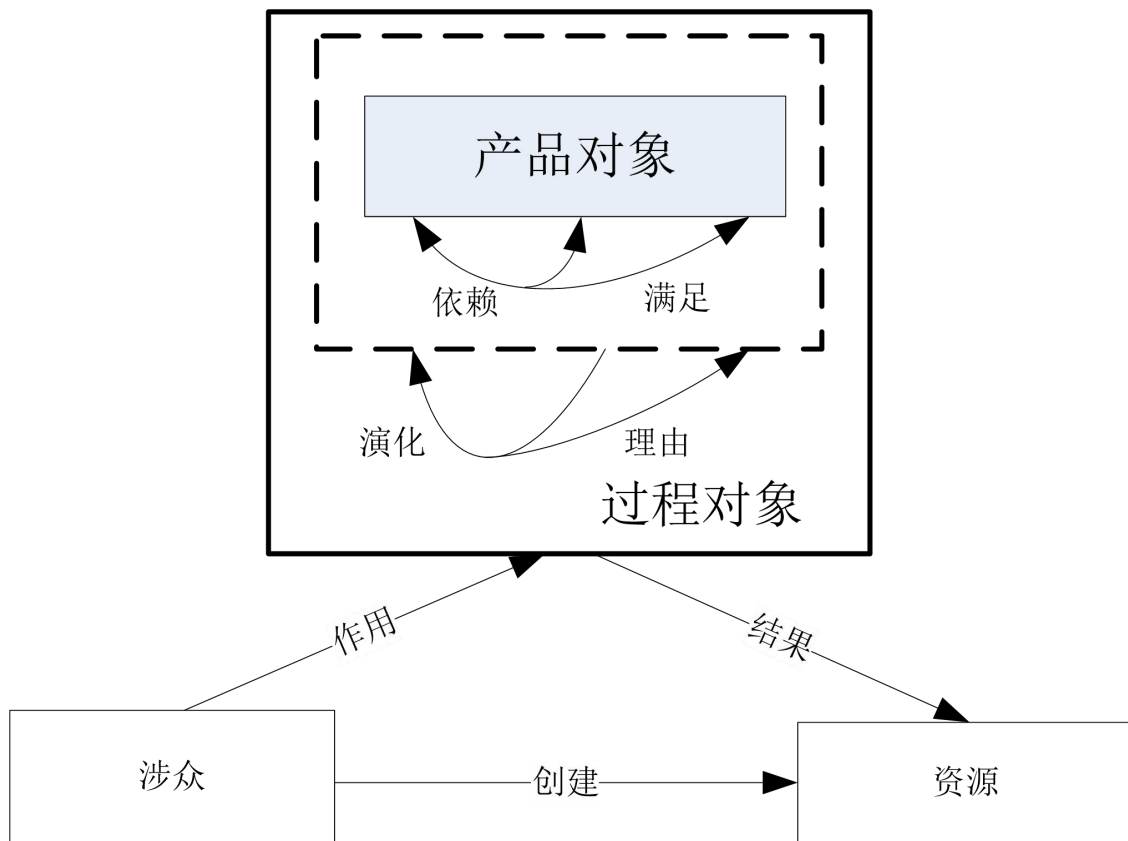 产品对象
依赖
满足
演化
理由
过程对象
作用
结果
涉众
创建
资源